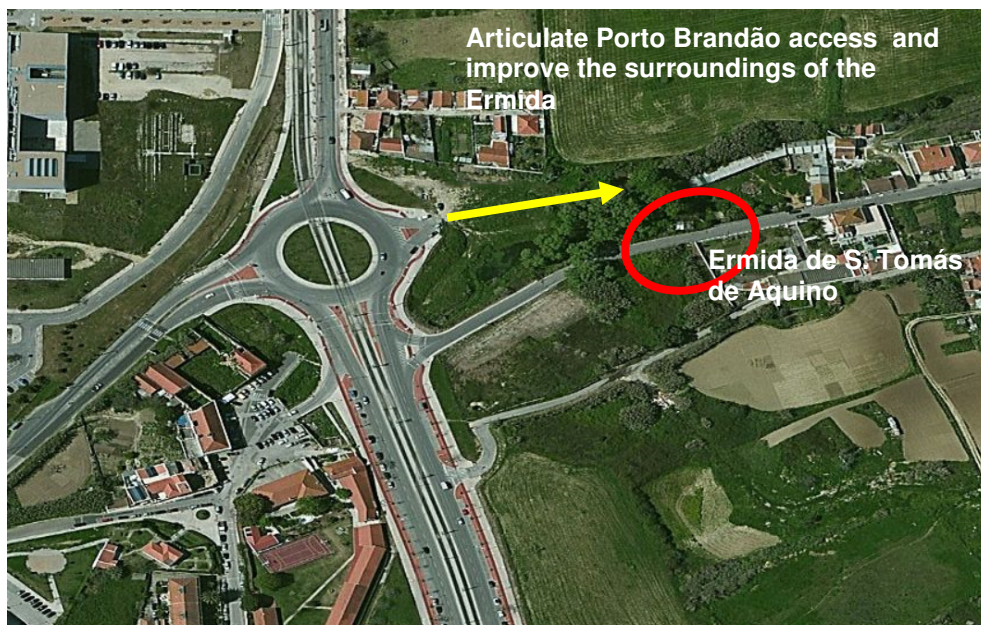 Articulate Porto Brandão access and
improve the surroundings of the
Ermida
Ermida de S. Tomás
de Aquino